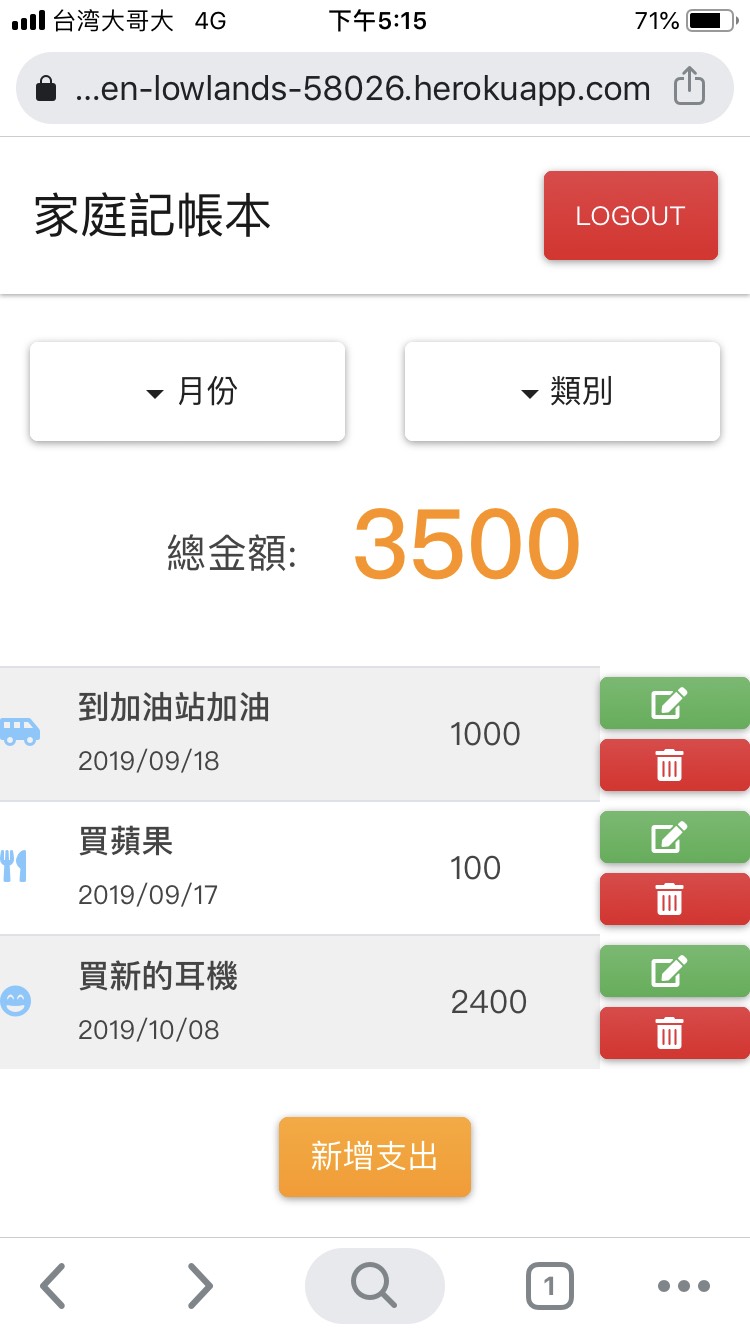 台湾大哥大 4G 下午5:15 71%
...en-lowlands-58026.herokuapp.com
家庭記帳本 LOGOUT
月份 類別
總金額: 3500
到加油站加油
2019/09/18
1000
買蘋果
2019/09/17
100
買新的耳機
2019/10/08
2400
新增支出
1